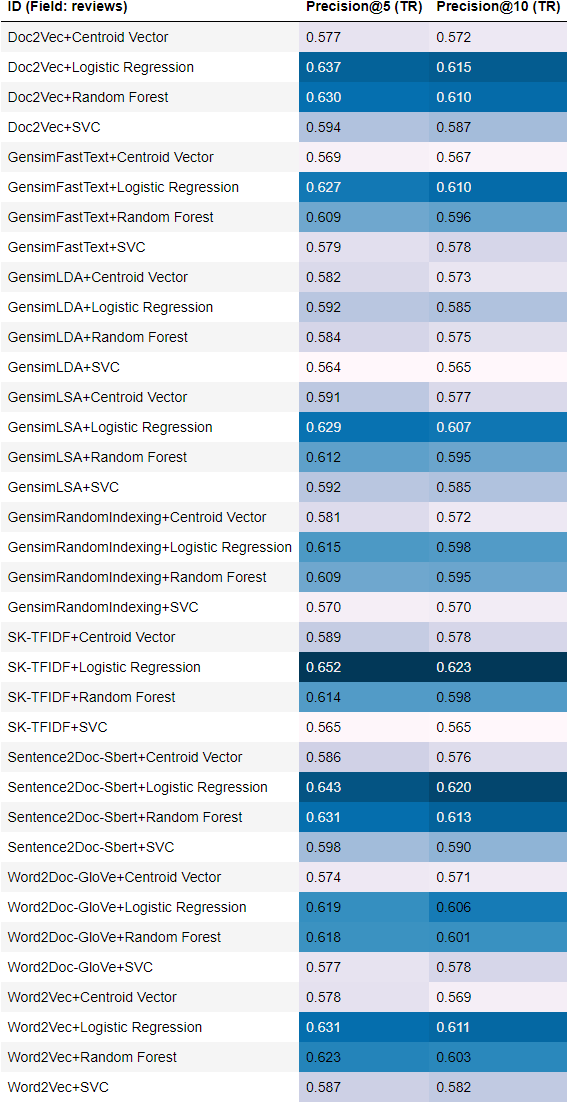 ID (Field: reviews) Precision@5 (TR) Precision@10 (TR)
Doc2Vec+Centroid Vector 0.577 0.572
Doc2Vec+Logistic Regression 0.637 0.615
Doc2Vec+Random Forest 0.630 0.610
Doc2Vec+SVC 0.594 0.587
GensimFastText+Centroid Vector 0.569 0.567
GensimFastText+Logistic Regression 0.627 0.610
GensimFastText+Random Forest 0.609 0.596
GensimFastText+SVC 0.579 0.578
GensimLDA+Centroid Vector 0.582 0.573
GensimLDA+Logistic Regression 0.592 0.585
GensimLDA+Random Forest 0.584 0.575
GensimLDA+SVC 0.564 0.565
GensimLSA+Centroid Vector 0.591 0.577
GensimLSA+Logistic Regression 0.629 0.607
GensimLSA+Random Forest 0.612 0.595
GensimLSA+SVC 0.592 0.585
GensimRandomIndexing+Centroid Vector 0.581 0.572
GensimRandomIndexing+Logistic Regression 0.615 0.598
GensimRandomIndexing+Random Forest 0.609 0.595
GensimRandomIndexing+SVC 0.570 0.570
SK-TFIDF+Centroid Vector 0.589 0.578
SK-TFIDF+Logistic Regression 0.652 0.623
SK-TFIDF+Random Forest 0.614 0.598
SK-TFIDF+SVC 0.565 0.565
Sentence2Doc-Sbert+Centroid Vector 0.586 0.576
Sentence2Doc-Sbert+Logistic Regression 0.643 0.620
Sentence2Doc-Sbert+Random Forest 0.631 0.613
Sentence2Doc-Sbert+SVC 0.598 0.590
Word2Doc-GloVe+Centroid Vector 0.574 0.571
Word2Doc-GloVe+Logistic Regression 0.619 0.606
Word2Doc-GloVe+Random Forest 0.618 0.601
Word2Doc-GloVe+SVC 0.577 0.578
Word2Vec+Centroid Vector 0.578 0.569
Word2Vec+Logistic Regression 0.631 0.611
Word2Vec+Random Forest 0.623 0.603
Word2Vec+SVC 0.587 0.582